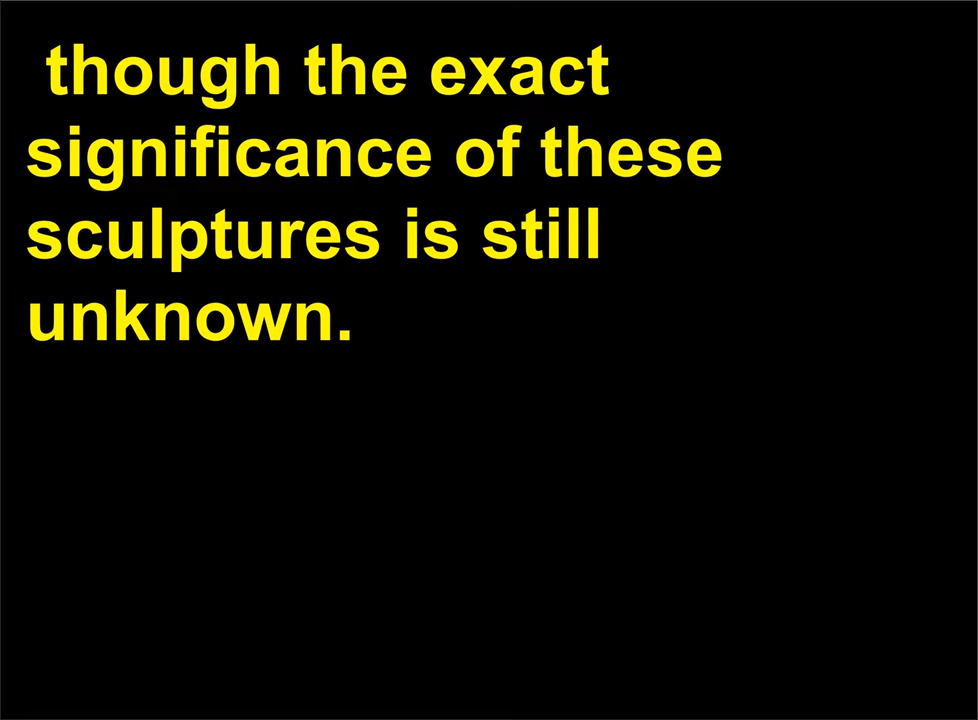 though the exact
significance of these
sculptures is still
unknown.